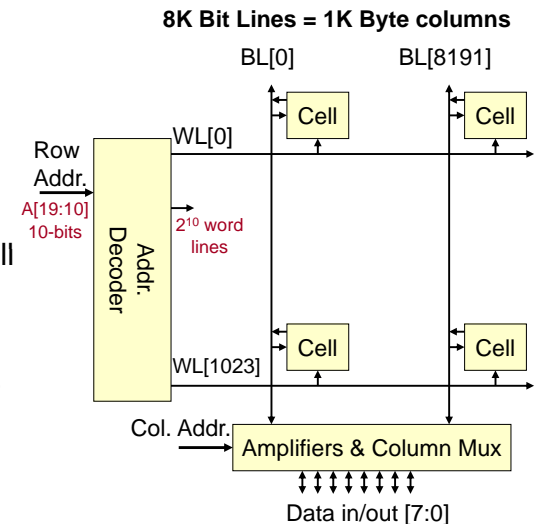 8K Bit Lines = 1K Byte columns
BL[0]
BL[8191]
Cell
Cell
WL[0]
Row
Addr.
A[19:10]
10-bits
2¹⁰ word
lines
Addr.
Decoder
ll
Cell
Cell
WL[1023]
Col. Addr.
Amplifiers & Column Mux
Data in/out [7:0]